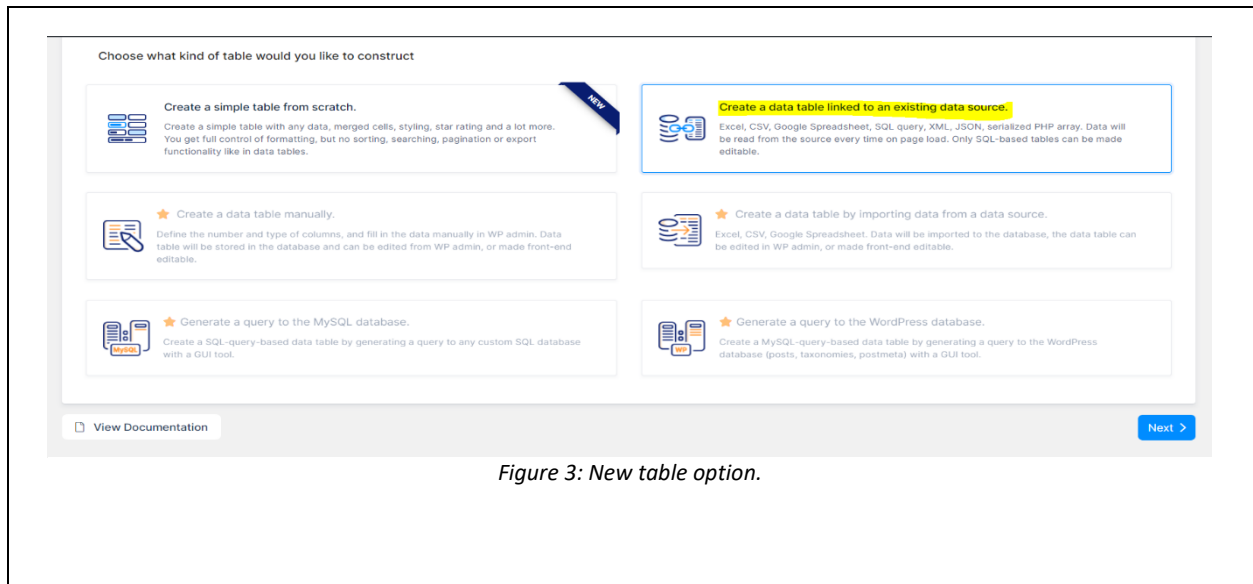 Choose what kind of table would you like to construct
Create a simple table from scratch.
NEW
Create a simple table with any data, merged cells, styling, star rating and a lot more.
You get full control of formatting, but no sorting, searching, pagination or export
functionality like in data tables.
Create a data table linked to an existing data source.
Excel, CSV, Google Spreadsheet, SQL query, XML, JSON, serialized PHP array. Data will
be read from the source every time on page load. Only SQL-based tables can be made
editable.
Create a data table manually.
Define the number and type of columns, and fill in the data manually in WP admin. Data
table will be stored in the database and can be edited from WP admin, or made front-end
editable.
Create a data table by importing data from a data source.
Excel, CSV, Google Spreadsheet. Data will be imported to the database, the data table can
be edited in WP admin, or made front-end editable.
Generate a query to the MySQL database.
Create a SQL-query-based data table by generating a query to any custom SQL database
with a GUI tool.
MySQL
Generate a query to the WordPress database.
Create a MySQL-query-based data table by generating a query to the WordPress
database (posts, taxonomies, postmeta) with a GUI tool.
WP
View Documentation
Next >
Figure 3: New table option.